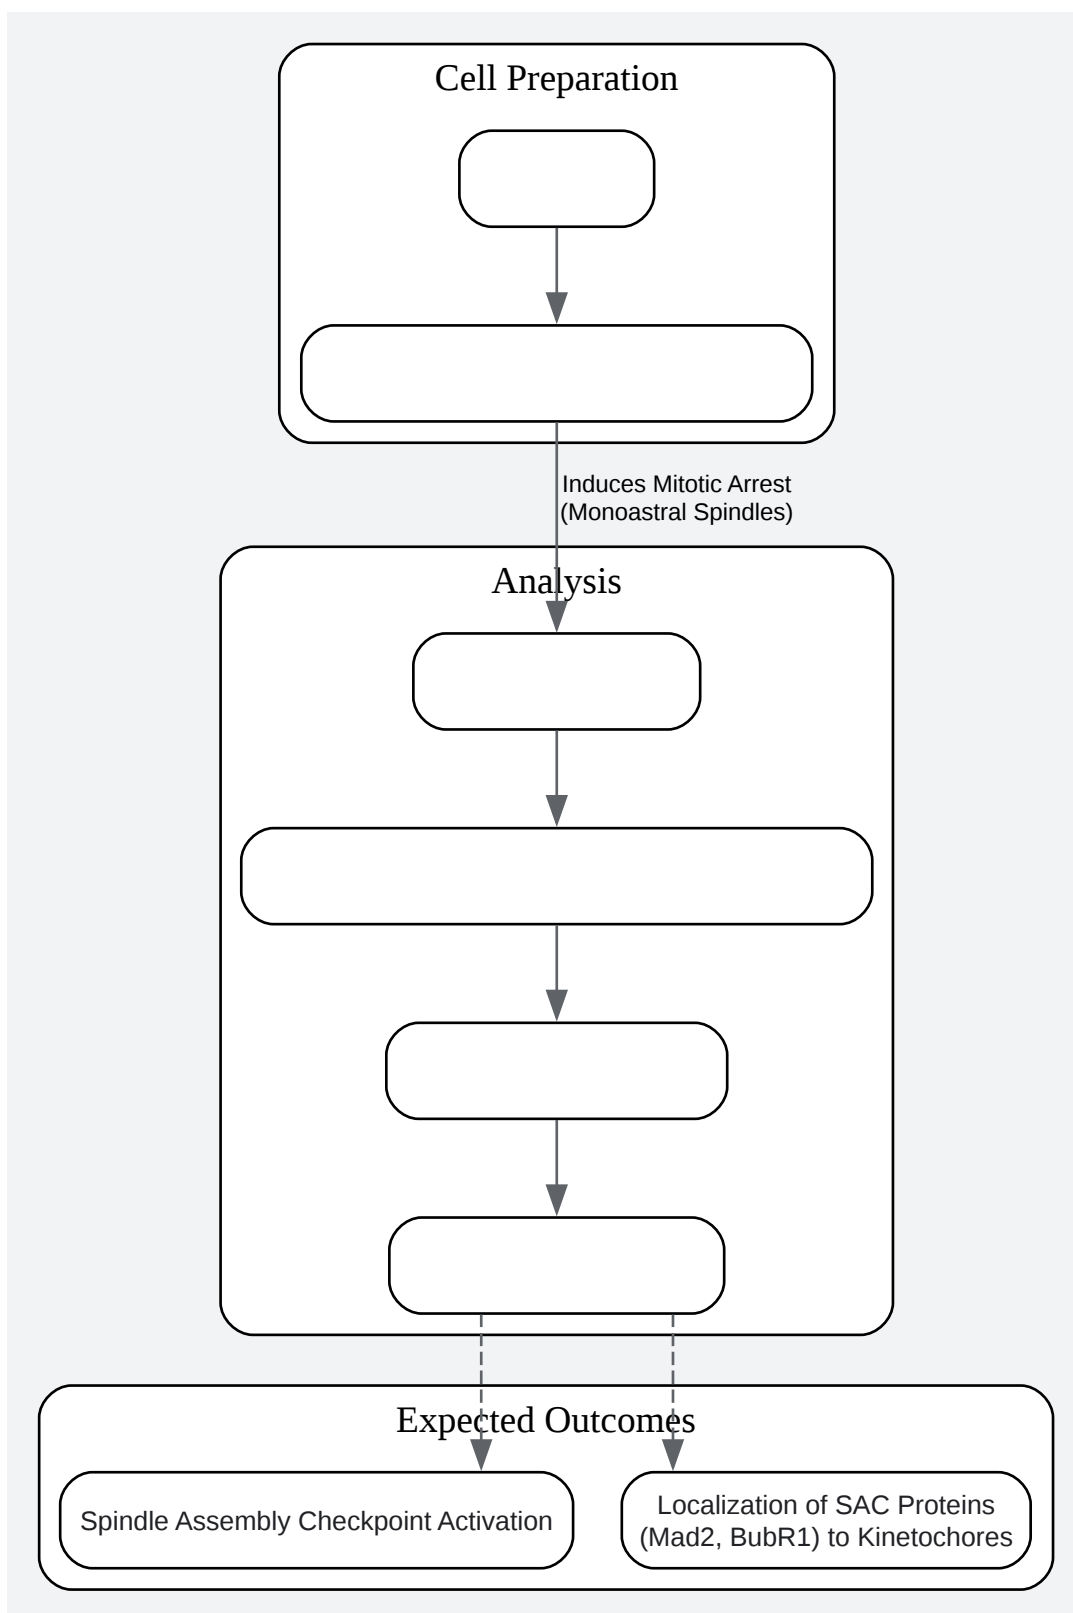 Cell Preparation
Induces Mitotic Arrest
(Monoastral Spindles)
Analysis
Expected Outcomes
Spindle Assembly Checkpoint Activation
Localization of SAC Proteins
(Mad2, BubR1) to Kinetochores